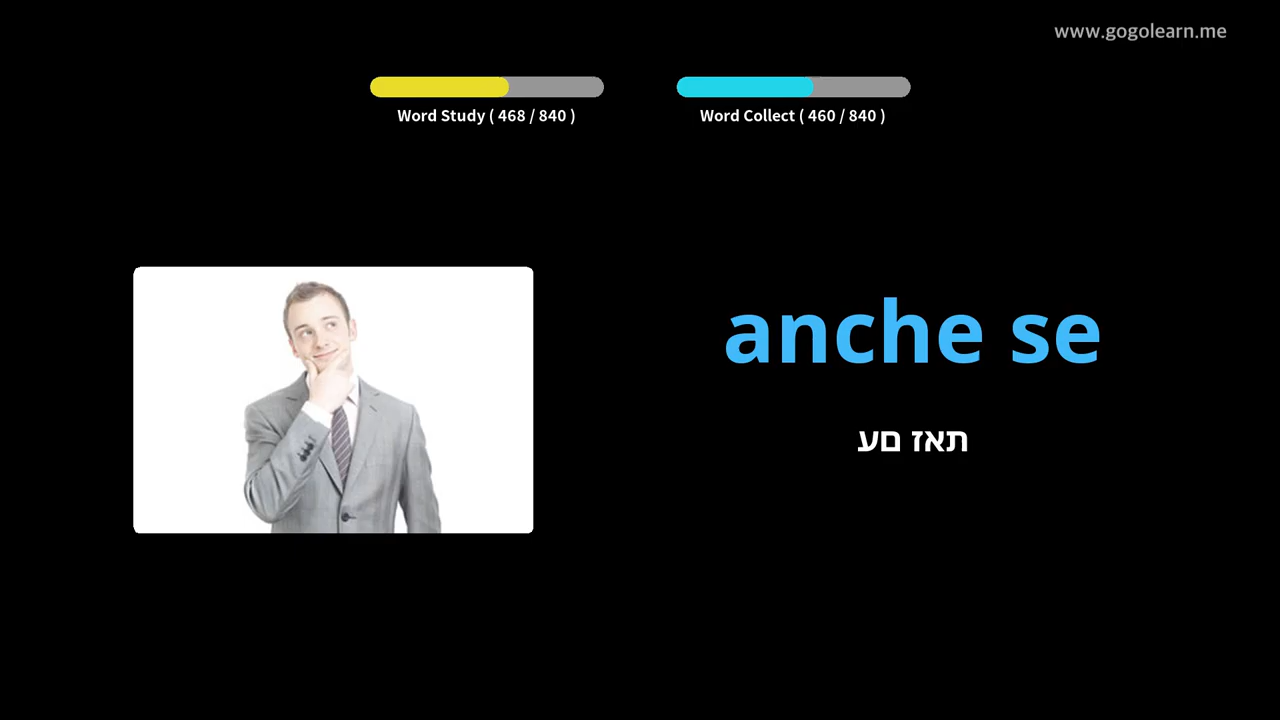 www.gogolearn.me
Word Study ( 468 / 840 )
Word Collect ( 460 / 840 )
anche se
תאז םע